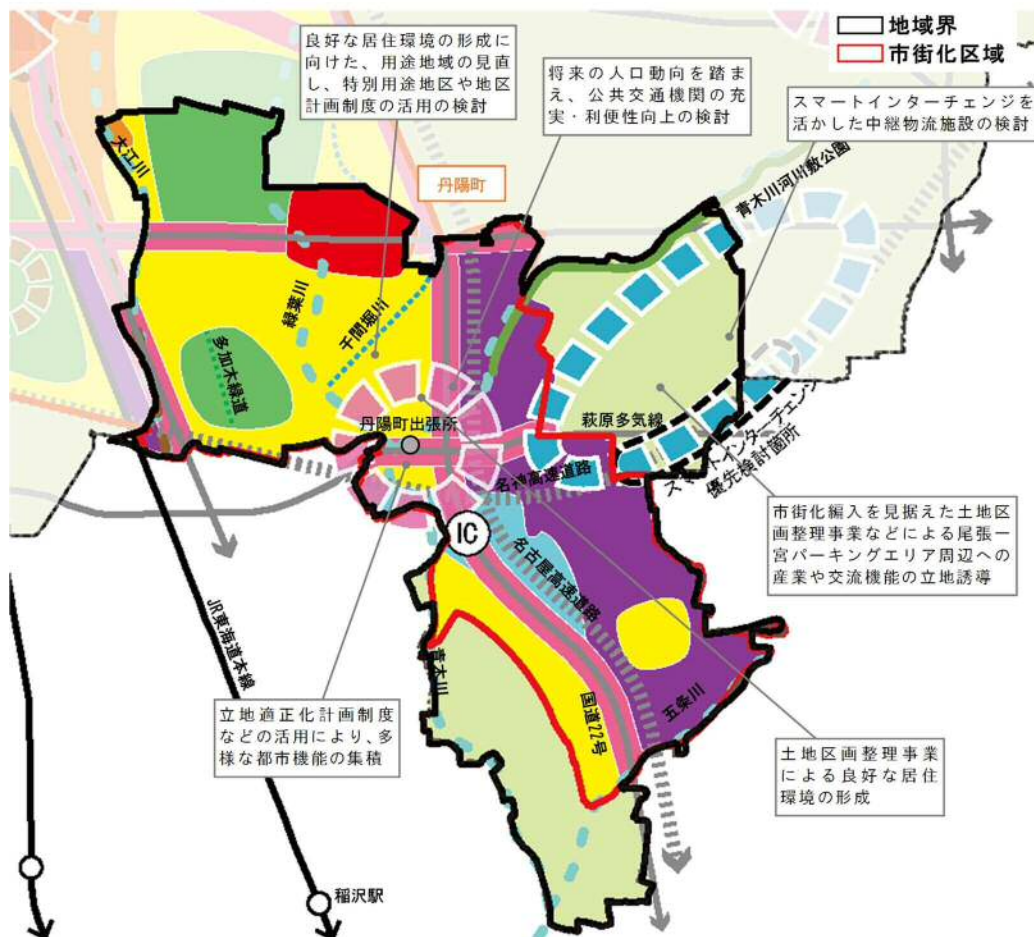 地域界
市街化区域
良好な居住環境の形成に
向けた、用途地域の見直
し、特別用途地区や地区
計画制度の活用の検討
将来の人口動向を踏ま
え、公共交通機関の充
実・利便性向上の検討
スマートインターチェンジを
活かした中継物流施設の検討
丹陽町
大江川
青木川河川敷公園
緑葉川
千間堀川
多加木緑道
丹陽町出張所
萩原多気線
スマートインターチェンジ
優先検討箇所
名神高速道路
IC
名古屋高速道路
市街化編入を見据えた土地区
画整理事業などによる尾張一
宮パーキングエリア周辺への
産業や交流機能の立地誘導
JR東海道本線
青木川
国道22号
五条川
立地適正化計画制度
などの活用により、多
様な都市機能の集積
土地区画整理事業
による良好な居住
環境の形成
稲沢駅